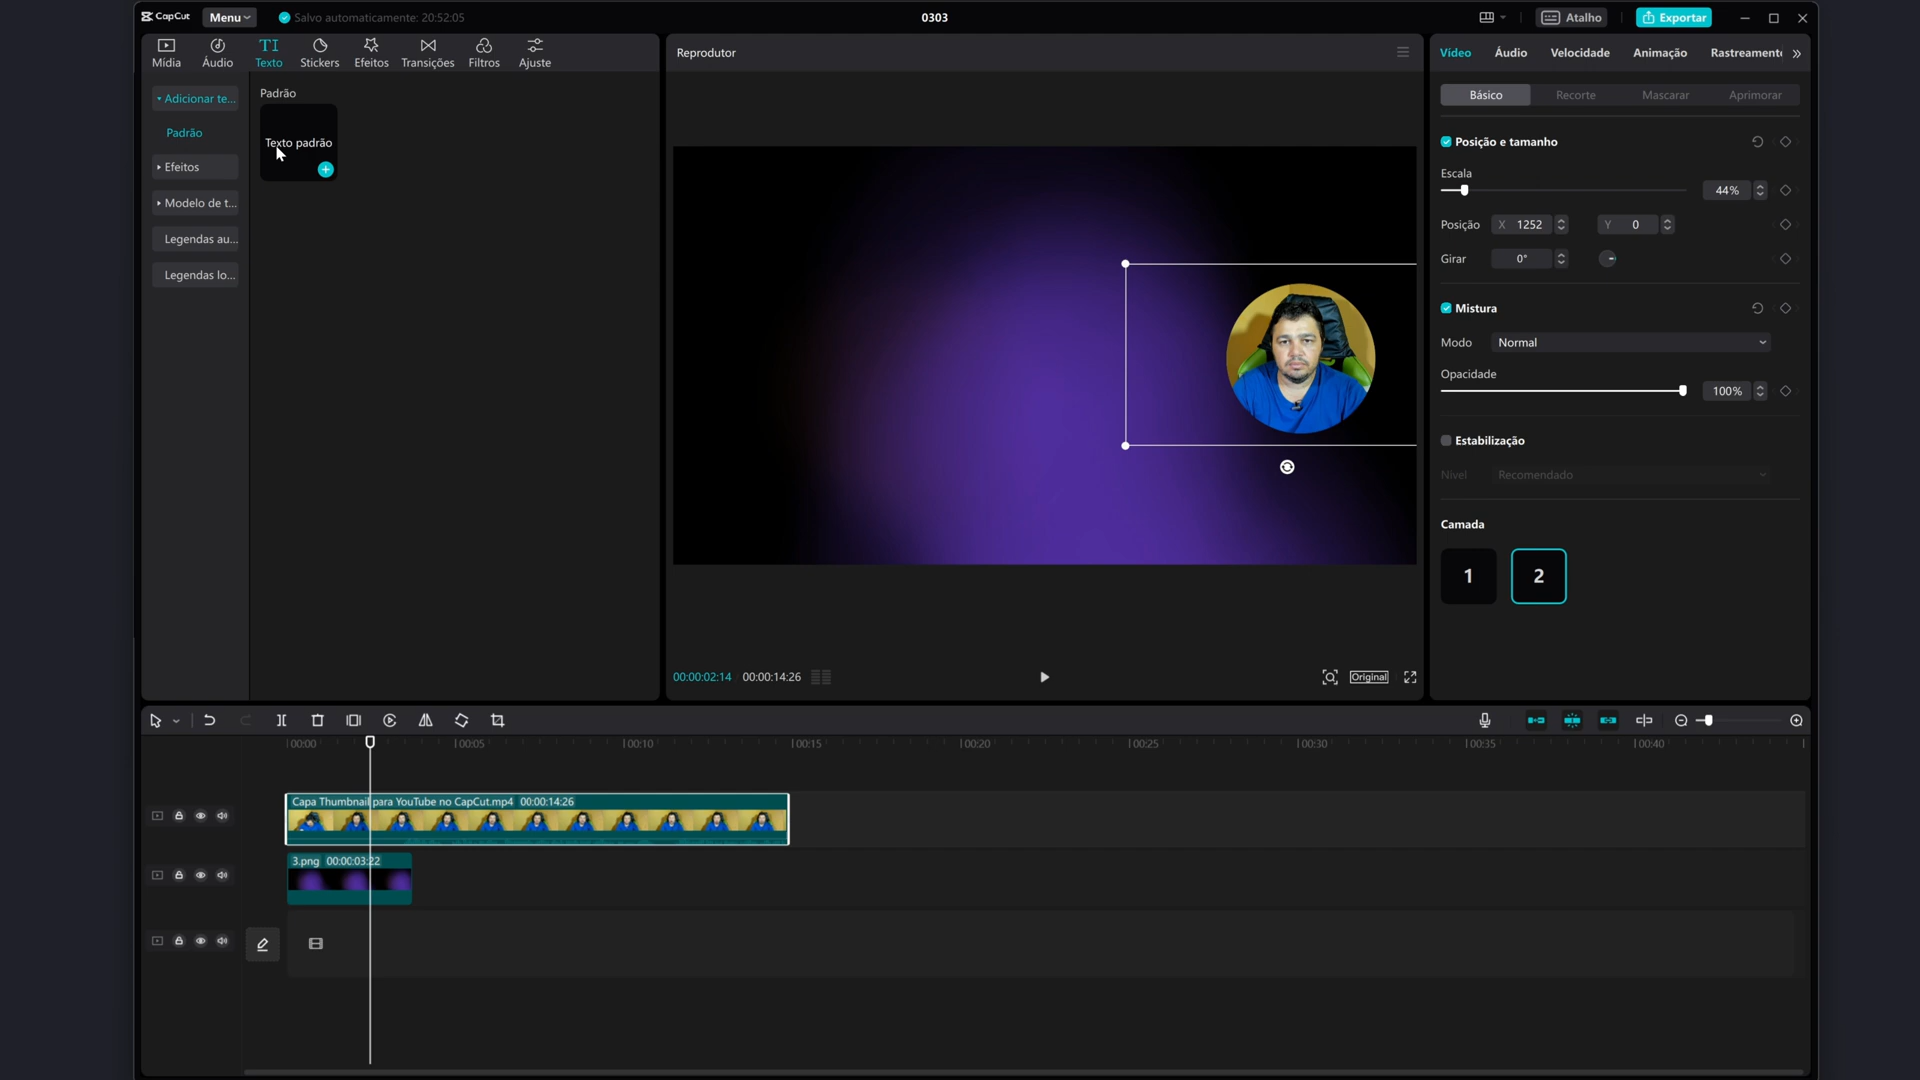 CapCut
Menu
Salvo automaticamente: 20:52:05
0303
Atalho
Exportar
Mídia
Áudio
TI
Texto
Stickers
Efeitos
Transições
Filtros
Ajuste
Adicionar te...
Padrão
Efeitos
Modelo de t...
Legendas au...
Legendas lo...
Padrão
Texto padrão
Reprodutor
00:00:02:14
00:00:14:26
Original
Vídeo
Áudio
Velocidade
Animação
Rastreament
Básico
Recorte
Mascarar
Aprimorar
Posição e tamanho
Escala
44%
Posição
X 1252
Y 0
Girar
0°
Mistura
Modo
Normal
Opacidade
100%
Estabilização
Nível
Recomendado
Camada
1
2
00:00
00:05
00:10
00:15
00:20
00:25
00:30
00:35
00:40
Capa Thumbnail para YouTube no CapCut.mp4 00:00:14:26
3.png 00:00:03:22